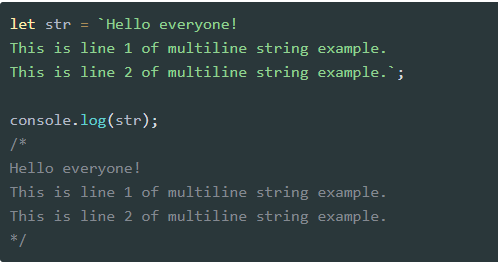 let str = `Hello everyone!
This is line 1 of multiline string example.
This is line 2 of multiline string example.`;
console.log(str);
/*
Hello everyone!
This is line 1 of multiline string example.
This is line 2 of multiline string example.
*/